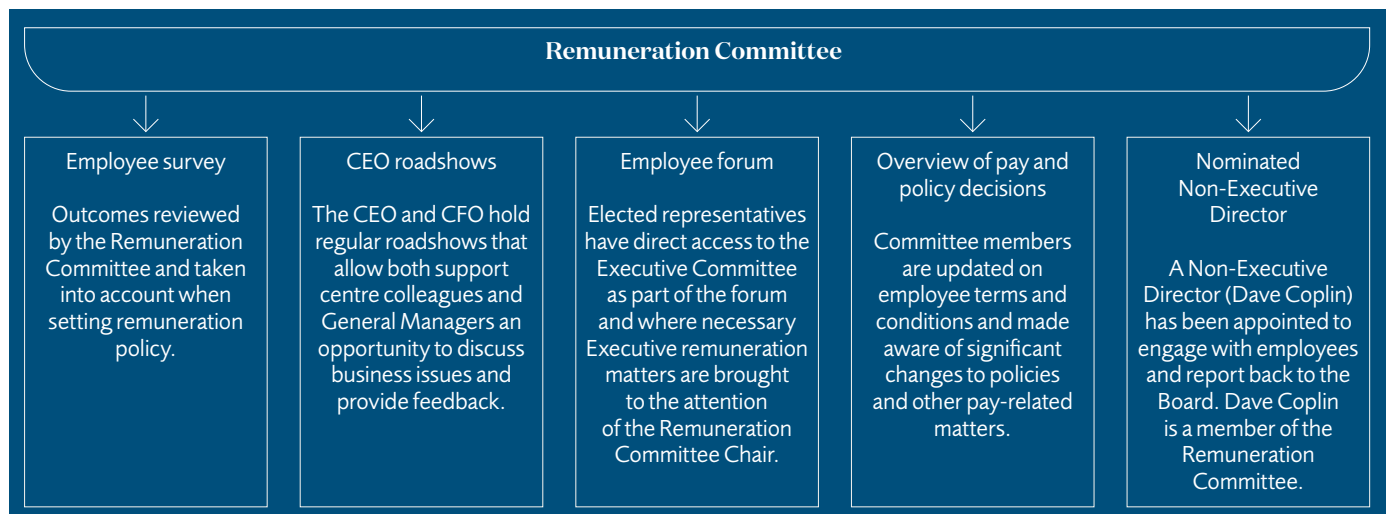 Remuneration Committee
Employee survey
Outcomes reviewed
by the Remuneration
Committee and taken
into account when
setting remuneration
policy.
CEO roadshows
The CEO and CFO hold
regular roadshows that
allow both support
centre colleagues and
General Managers an
opportunity to discuss
business issues and
provide feedback.
Employee forum
Elected representatives
have direct access to the
Executive Committee
as part of the forum
and where necessary
Executive remuneration
matters are brought
to the attention
of the Remuneration
Committee Chair.
Overview of pay and
policy decisions
Committee members
are updated on
employee terms and
conditions and made
aware of significant
changes to policies
and other pay-related
matters.
Nominated
Non-Executive
Director
A Non-Executive
Director (Dave Coplin)
has been appointed to
engage with employees
and report back to the
Board. Dave Coplin
is a member of the
Remuneration
Committee.